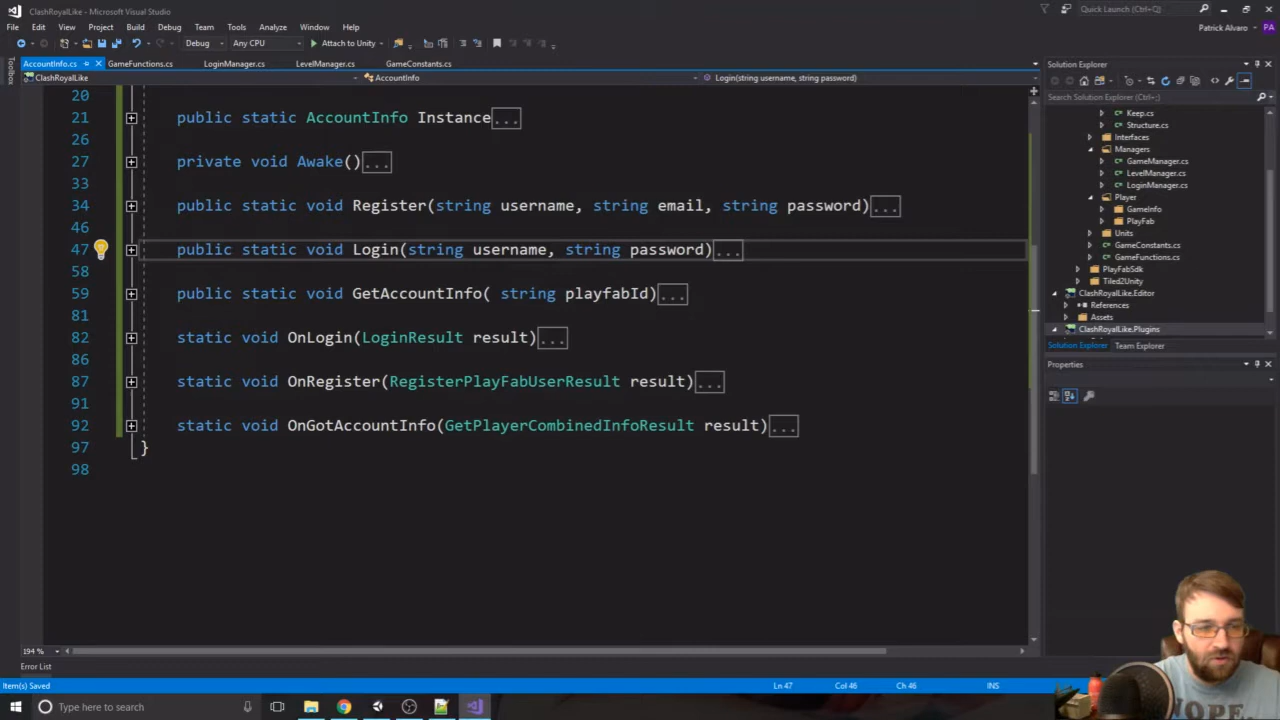 ClashRoyalLike - Microsoft Visual Studio
Quick Launch (Ctrl+Q)
File Edit View Project Build Debug Team Tools Analyze Window Help
Patrick Alvaro PA
Debug Any CPU Attach to Unity
Toolbox
AccountInfo.cs GameFunctions.cs LoginManager.cs LevelManager.cs GameConstants.cs
ClashRoyalLike AccountInfo Login(string username, string password)
20
21 public static AccountInfo Instance...
26
27 private void Awake()...
33
34 public static void Register(string username, string email, string password)...
46
47 public static void Login(string username, string password)...
58
59 public static void GetAccountInfo( string playfabId)...
81
82 static void OnLogin(LoginResult result)...
86
87 static void OnRegister(RegisterPlayFabUserResult result)...
91
92 static void OnGotAccountInfo(GetPlayerCombinedInfoResult result)...
97 }
98
Solution Explorer
Search Solution Explorer (Ctrl+;)
Keep.cs
Structure.cs
Interfaces
Managers
GameManager.cs
LevelManager.cs
LoginManager.cs
Player
GameInfo
PlayFab
Units
GameConstants.cs
GameFunctions.cs
PlayFabSdk
Tiled2Unity
ClashRoyalLike.Editor
References
Assets
ClashRoyalLike.Plugins
Solution Explorer Team Explorer
Properties
194 %
Error List
Item(s) Saved Ln 47 Col 46 Ch 46 INS
Type here to search